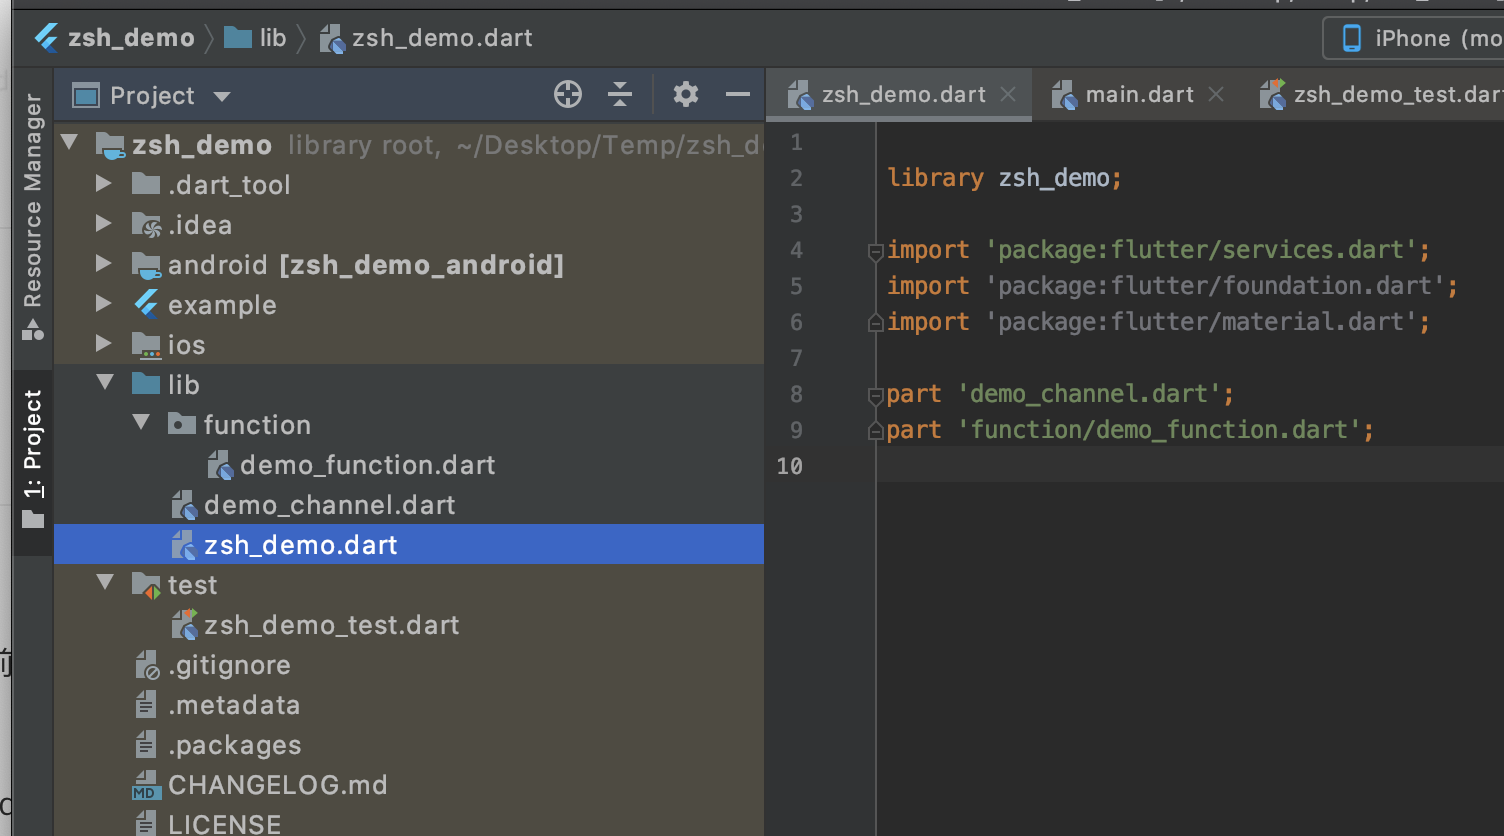 zsh_demo lib zsh_demo.dart
iPhone (mo
Project
zsh_demo.dart main.dart zsh_demo_test.dart
Resource Manager
1: Project
zsh_demo library root, ~/Desktop/Temp/zsh_d
.dart_tool
.idea
android [zsh_demo_android]
example
ios
lib
function
demo_function.dart
demo_channel.dart
zsh_demo.dart
test
zsh_demo_test.dart
.gitignore
.metadata
.packages
MD CHANGELOG.md
LICENSE
1
2 library zsh_demo;
3
4 import 'package:flutter/services.dart';
5 import 'package:flutter/foundation.dart';
6 import 'package:flutter/material.dart';
7
8 part 'demo_channel.dart';
9 part 'function/demo_function.dart';
10